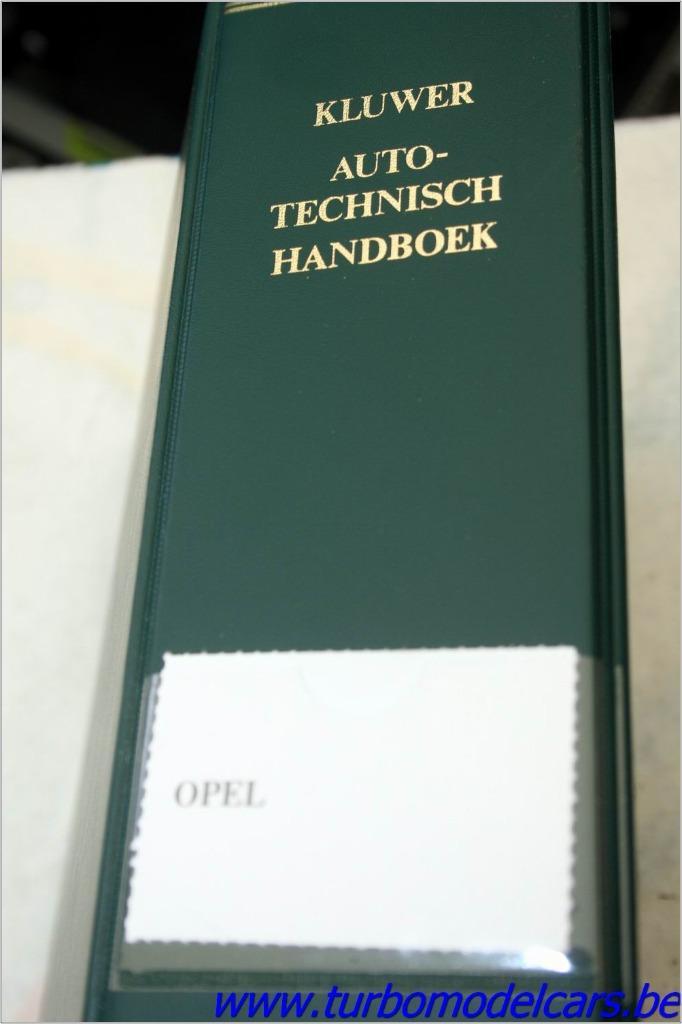 KLUWER
AUTO-
TECHNISCH
HANDBOEK
OPEL
www.turbomodelcars.be